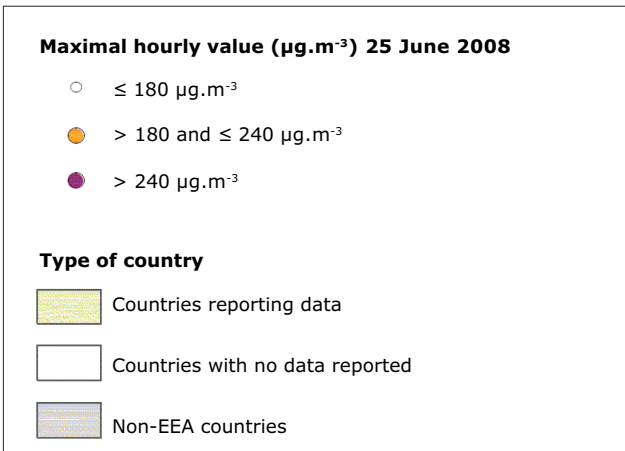 Maximal hourly value (µg.m⁻³) 25 June 2008
≤ 180 µg.m⁻³
> 180 and ≤ 240 µg.m⁻³
> 240 µg.m⁻³
Type of country
Countries reporting data
Countries with no data reported
Non-EEA countries